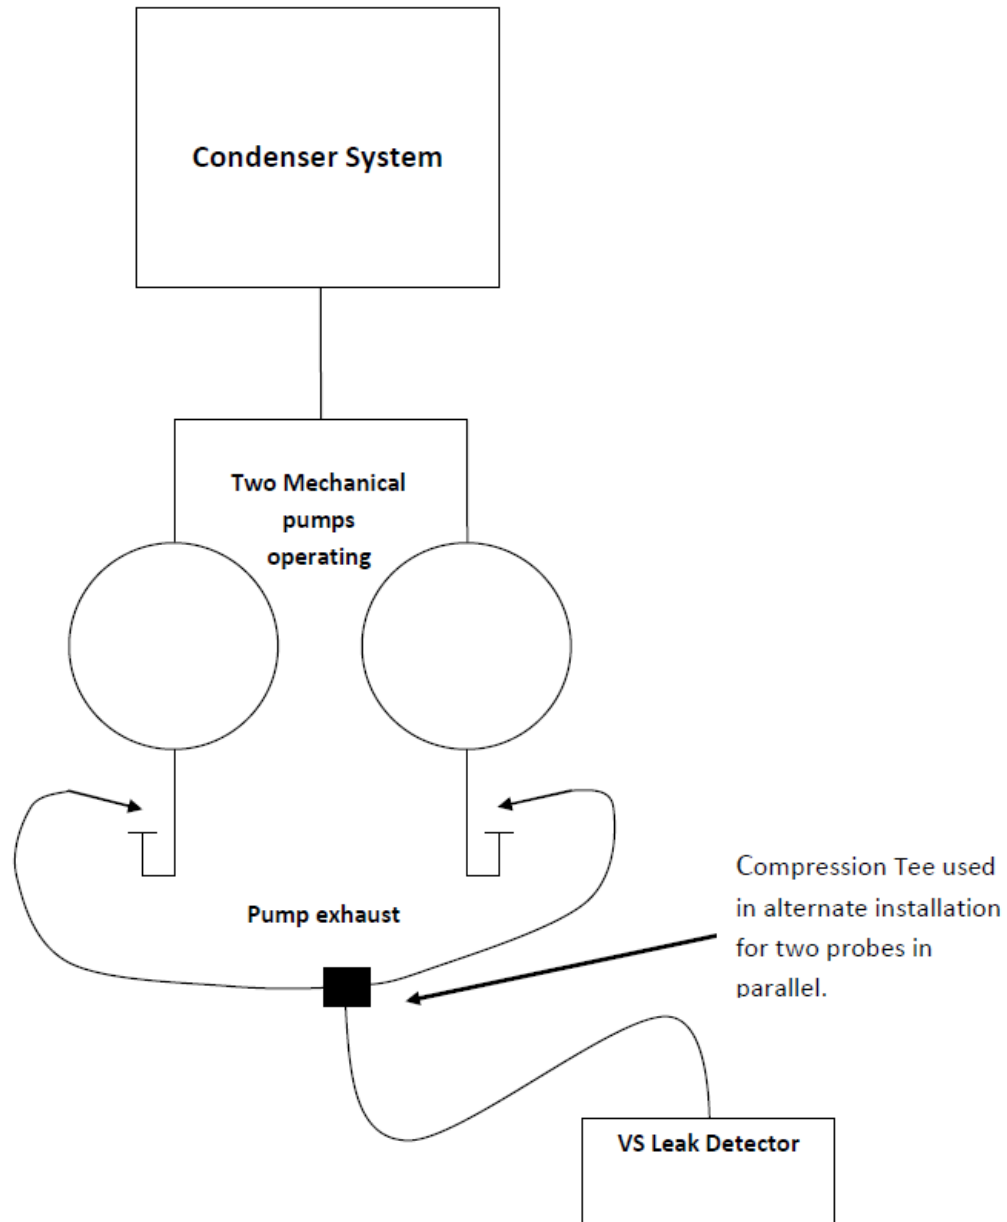 Condenser System
Two Mechanical
pumps
operating
Pump exhaust
Compression Tee used
in alternate installation
for two probes in
parallel.
VS Leak Detector